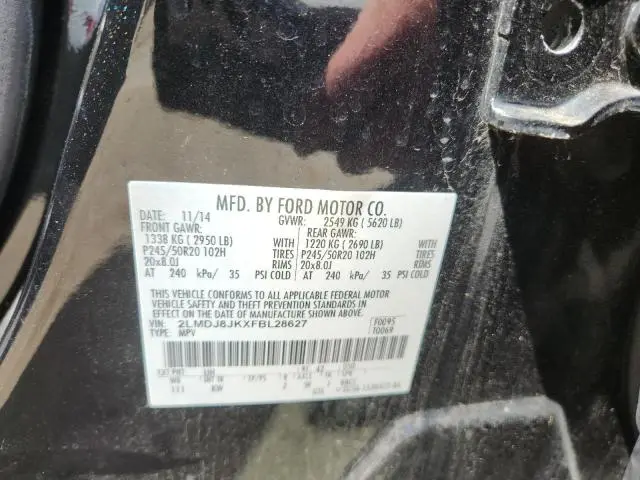 MFD. BY FORD MOTOR CO.
DATE: 11/14 GVWR: 2549 KG ( 5620 LB)
FRONT GAWR: REAR GAWR:
1338 KG ( 2950 LB) WITH 1220 KG ( 2690 LB) WITH
P245/50R20 102H TIRES P245/50R20 102H TIRES
20x8.0J RIMS 20x8.0J RIMS
AT 240 kPa/ 35 PSI COLD AT 240 kPa/ 35 PSI COLD
THIS VEHICLE CONFORMS TO ALL APPLICABLE FEDERAL MOTOR
VEHICLE SAFETY AND THEFT PREVENTION STANDARDS
IN EFFECT ON THE DATE OF MANUFACTURE SHOWN ABOVE.
VIN: 2LMDJ8JKXFBL28627 F0095
TYPE: MPV T0069
EXT PNT:
WB